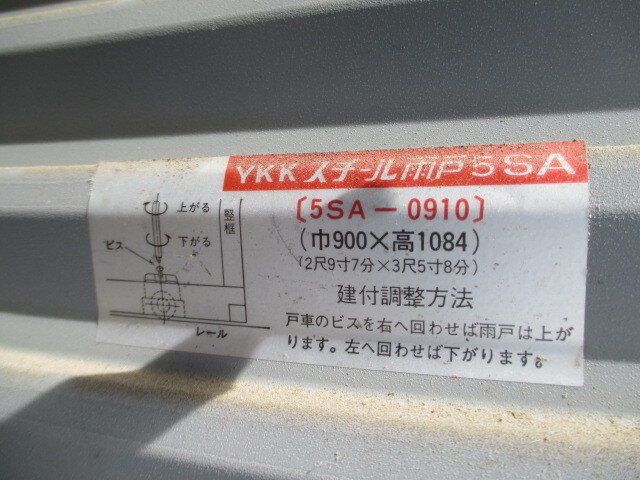 YKK スチール雨戸5SA
〔5SA－0910〕
(巾900×高1084)
(2尺9寸7分×3尺5寸8分)
建付調整方法
戸車のビスを右へ回わせば雨戸は上が
ります。左へ回わせば下がります。
上がる
下がる
ビス
竪框
レール